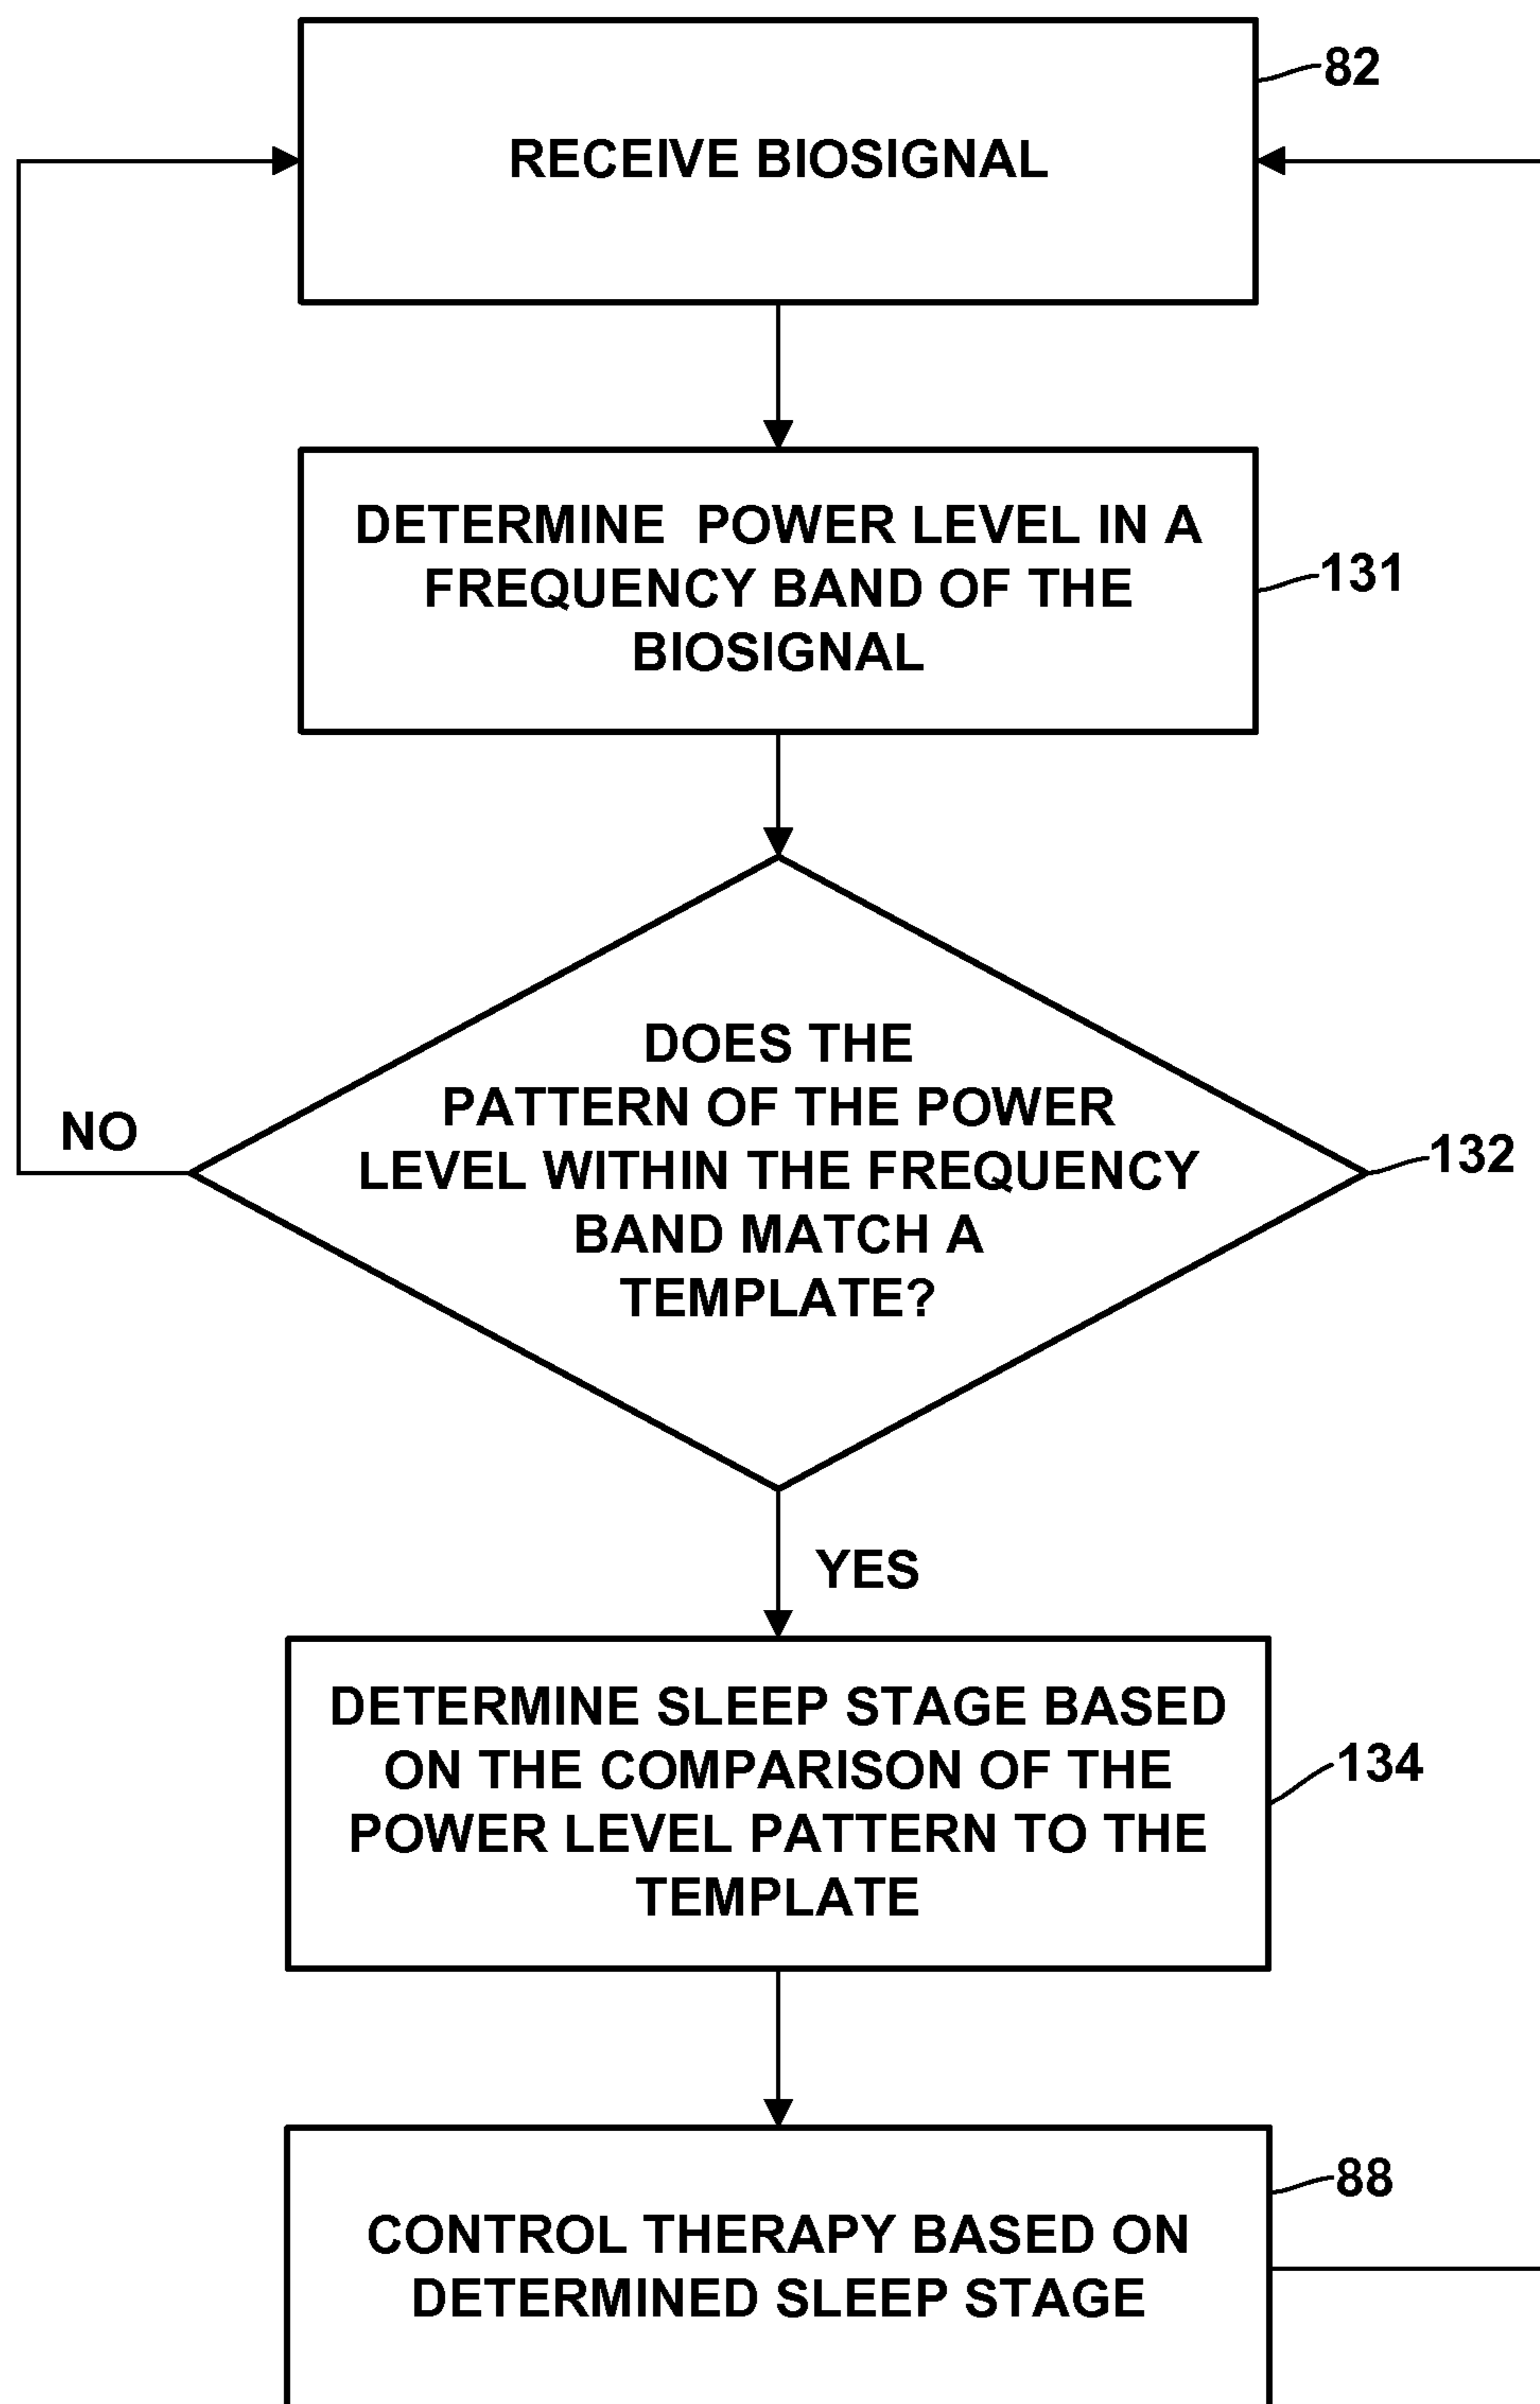 82
RECEIVE BIOSIGNAL
DETERMINE POWER LEVEL IN A
FREQUENCY BAND OF THE
BIOSIGNAL
131
DOES THE
PATTERN OF THE POWER
LEVEL WITHIN THE FREQUENCY
BAND MATCH A
TEMPLATE?
NO
132
YES
DETERMINE SLEEP STAGE BASED
ON THE COMPARISON OF THE
POWER LEVEL PATTERN TO THE
TEMPLATE
134
88
CONTROL THERAPY BASED ON
DETERMINED SLEEP STAGE